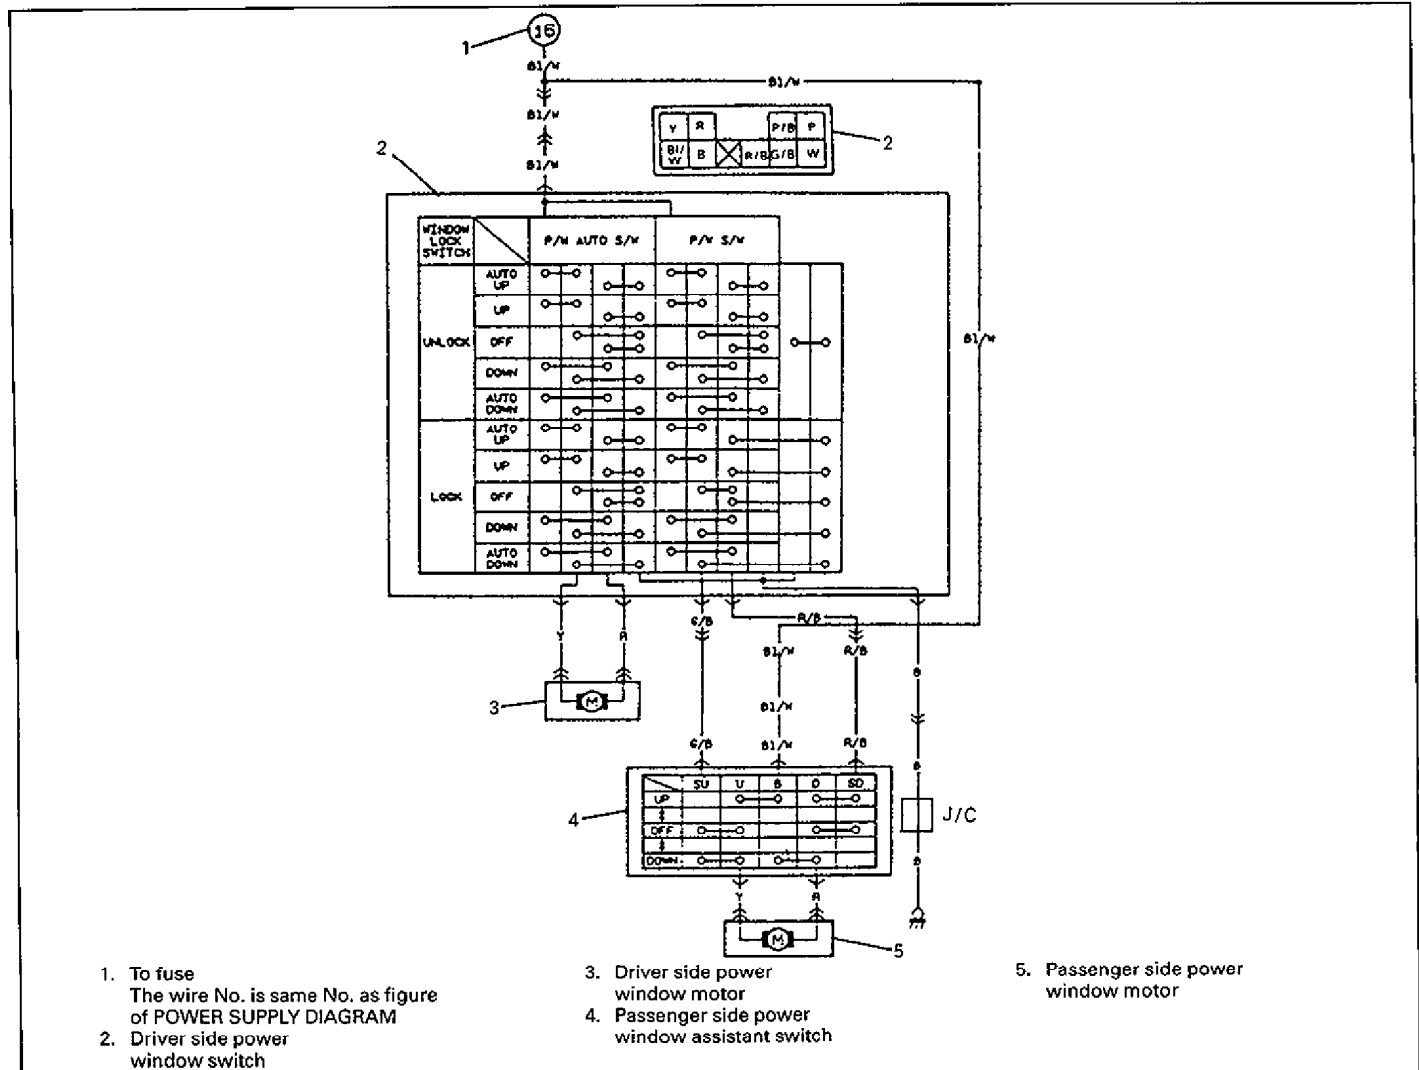 16
1
Bl/W
Bl/W
Bl/W
Y R P/B P
Bl/W B R/B G/B W
2
Bl/W
2
WINDOW LOCK SWITCH
P/W AUTO S/W
P/W S/W
UNLOCK
AUTO UP
UP
OFF
DOWN
AUTO DOWN
Bl/W
LOCK
AUTO UP
UP
OFF
DOWN
AUTO DOWN
G/B
R/B
Y
R
Bl/W
R/B
B
M
3
Bl/W
G/B
Bl/W
R/B
B
SU U B D SD
UP
OFF
DOWN
4
J/C
B
Y
R
M
5
1. To fuse
The wire No. is same No. as figure
of POWER SUPPLY DIAGRAM
2. Driver side power
window switch
3. Driver side power
window motor
4. Passenger side power
window assistant switch
5. Passenger side power
window motor